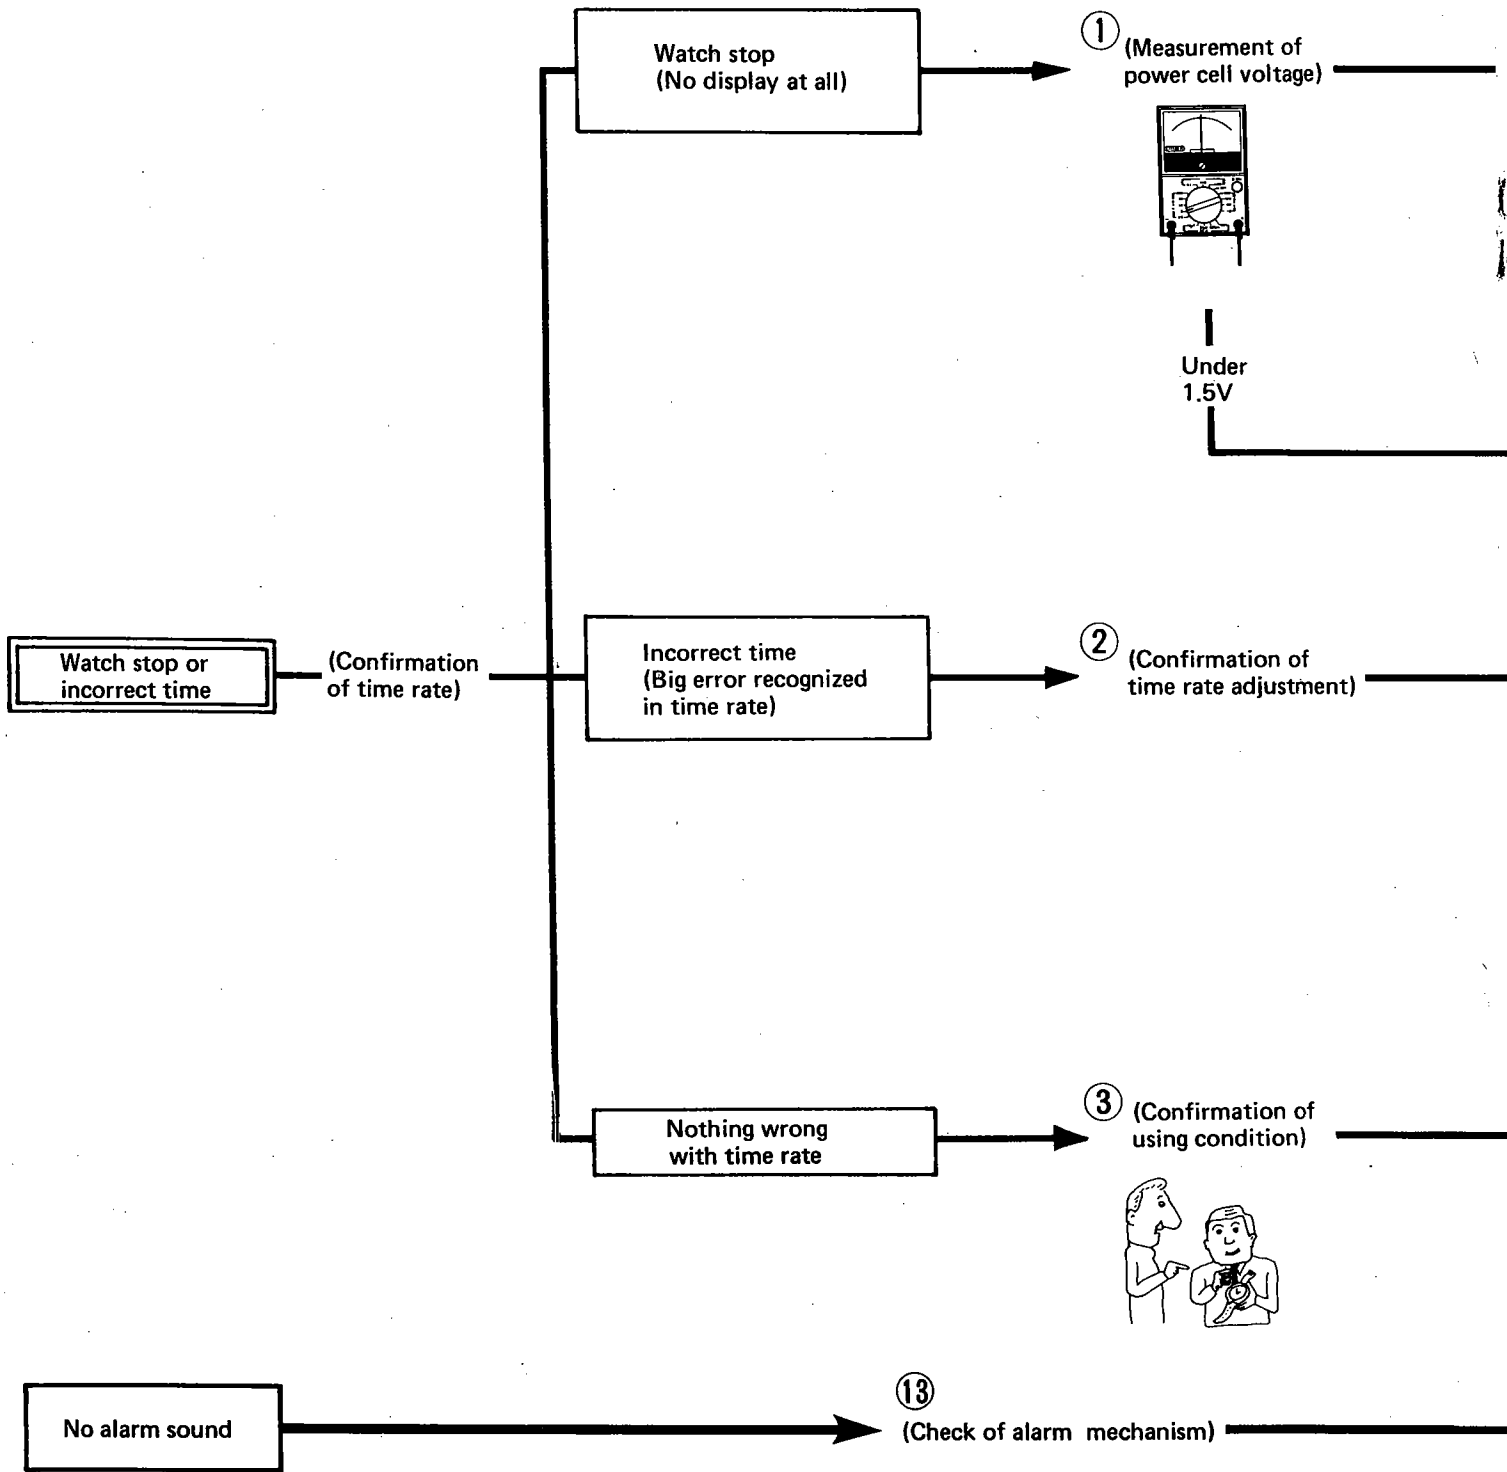 Watch stop
(No display at all)
1
(Measurement of
power cell voltage)
Under
1.5V
Watch stop or
incorrect time
(Confirmation
of time rate)
Incorrect time
(Big error recognized
in time rate)
2
(Confirmation of
time rate adjustment)
Nothing wrong
with time rate
3
(Confirmation of
using condition)
No alarm sound
13
(Check of alarm mechanism)